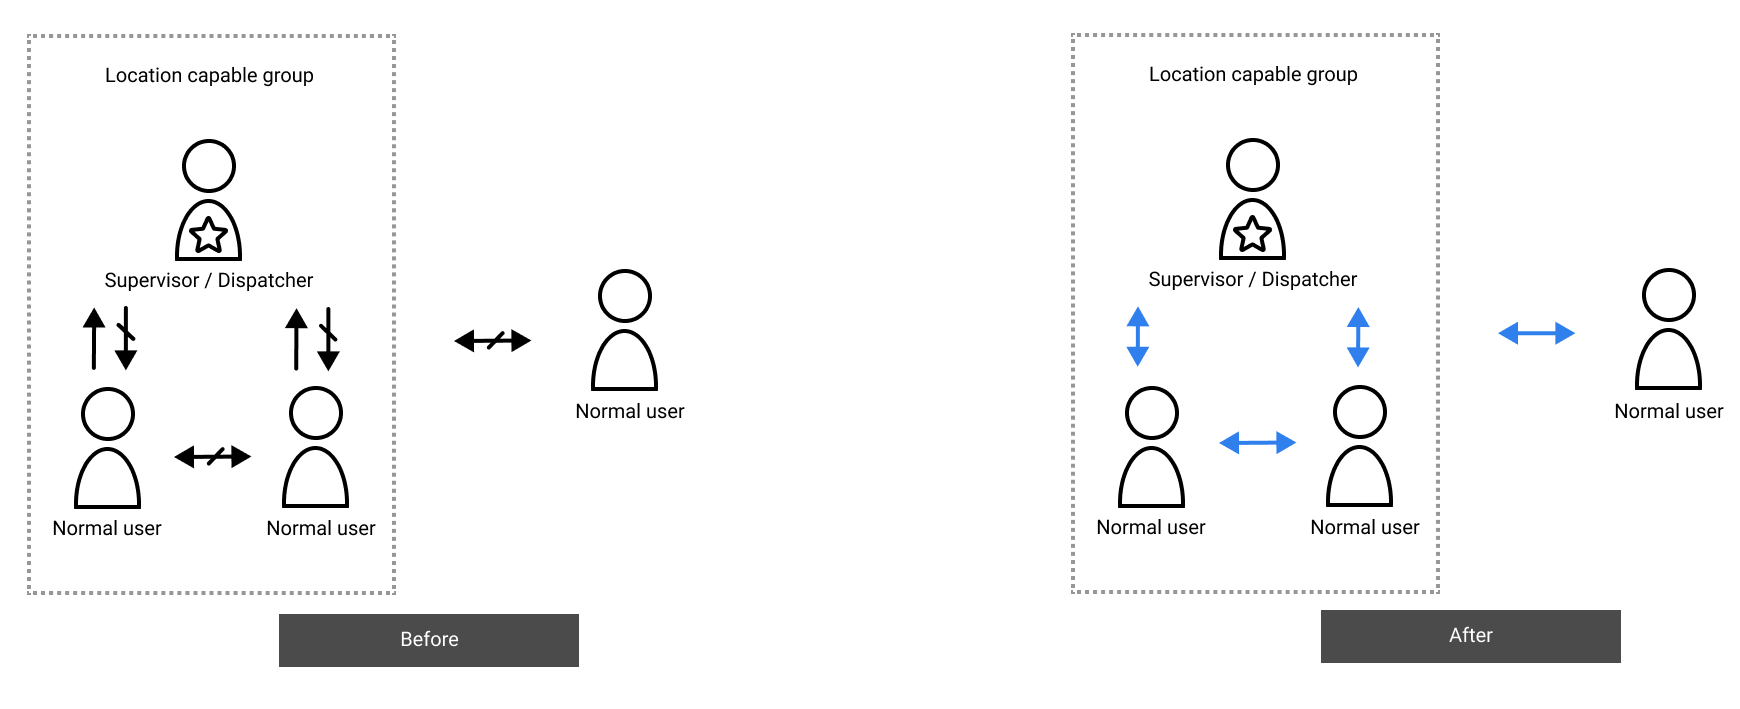 Location capable group
Supervisor / Dispatcher
Normal user
Normal user
Normal user
Before
Location capable group
Supervisor / Dispatcher
Normal user
Normal user
Normal user
After